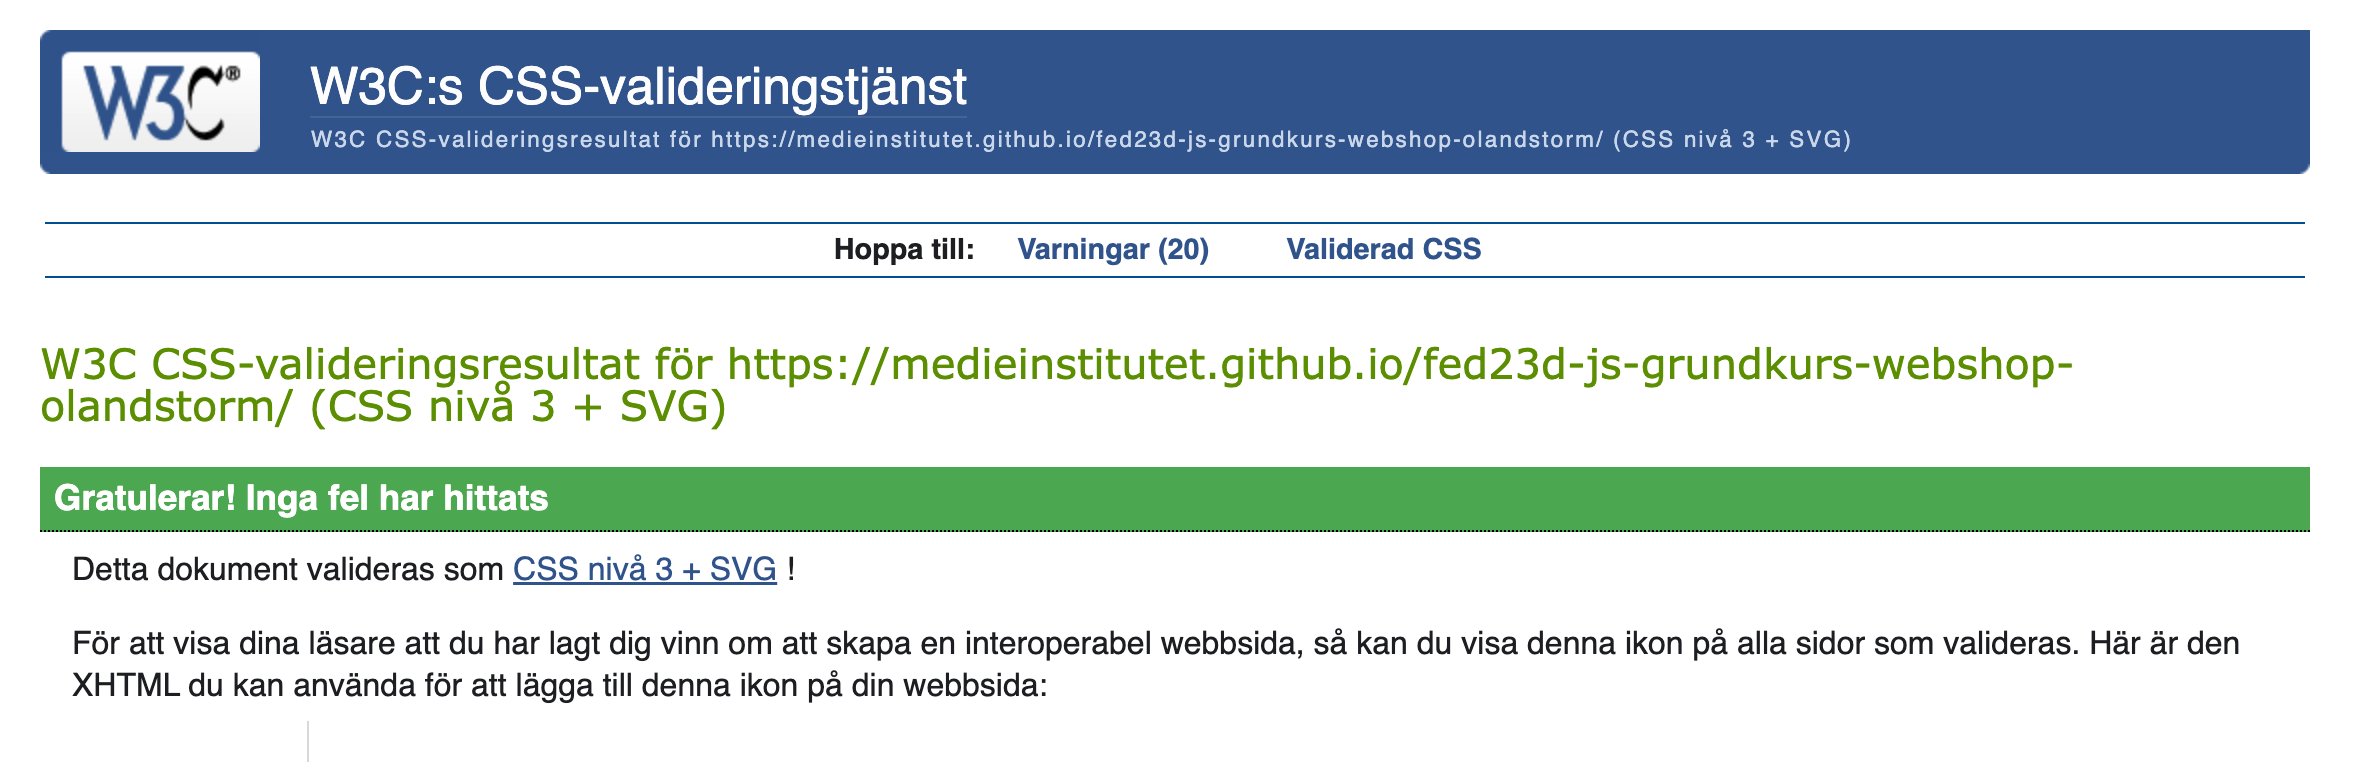 W3C®
W3C:s CSS-valideringstjänst
W3C CSS-valideringsresultat för https://medieinstitutet.github.io/fed23d-js-grundkurs-webshop-olandstorm/ (CSS nivå 3 + SVG)
Hoppa till: Varningar (20) Validerad CSS
W3C CSS-valideringsresultat för https://medieinstitutet.github.io/fed23d-js-grundkurs-webshop-
olandstorm/ (CSS nivå 3 + SVG)
Gratulerar! Inga fel har hittats
Detta dokument valideras som CSS nivå 3 + SVG !
För att visa dina läsare att du har lagt dig vinn om att skapa en interoperabel webbsida, så kan du visa denna ikon på alla sidor som valideras. Här är den
XHTML du kan använda för att lägga till denna ikon på din webbsida: